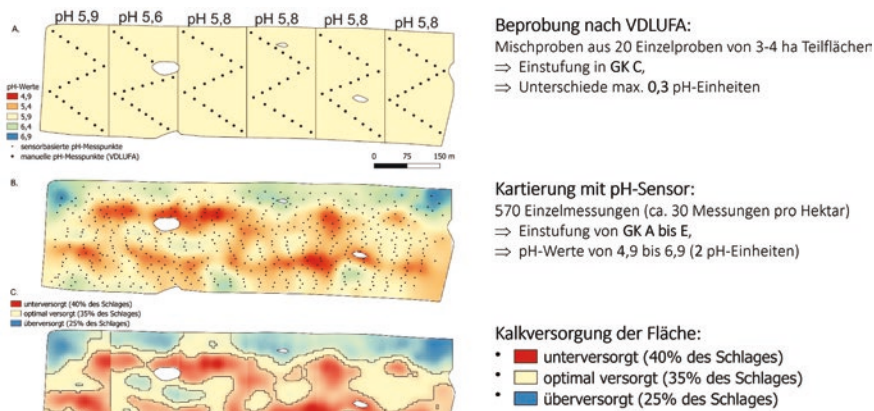 pH 5,9 pH 5,6 pH 5,8 pH 5,8 pH 5,8 pH 5,8
A.
pH-Werte
4,9
5,4
5,9
6,4
6,9
sensorbasierte pH-Messpunkte
manuelle pH-Messpunkte (VDLUFA)
0 75 150 m
Beprobung nach VDLUFA:
Mischproben aus 20 Einzelproben von 3-4 ha Teilflächen
⇒ Einstufung in GK C,
⇒ Unterschiede max. 0,3 pH-Einheiten
B.
Kartierung mit pH-Sensor:
570 Einzelmessungen (ca. 30 Messungen pro Hektar)
⇒ Einstufung von GK A bis E,
⇒ pH-Werte von 4,9 bis 6,9 (2 pH-Einheiten)
C.
unterversorgt (40% des Schlages)
optimal versorgt (35% des Schlages)
überversorgt (25% des Schlages)
Kalkversorgung der Fläche:
• unterversorgt (40% des Schlages)
• optimal versorgt (35% des Schlages)
• überversorgt (25% des Schlages)